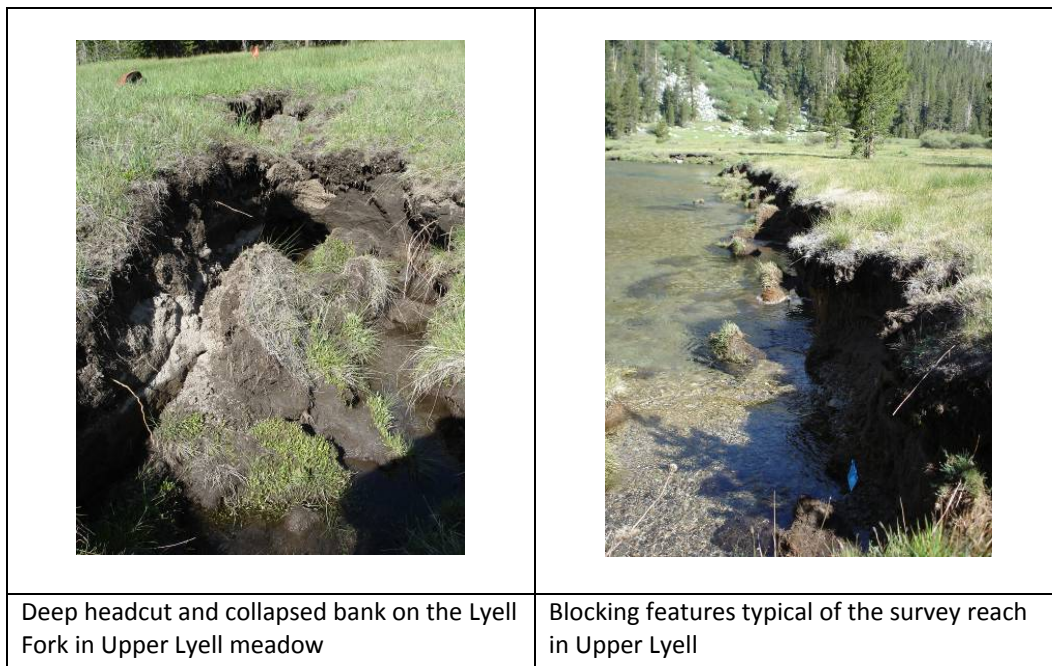 Deep headcut and collapsed bank on the Lyell
Fork in Upper Lyell meadow
Blocking features typical of the survey reach
in Upper Lyell